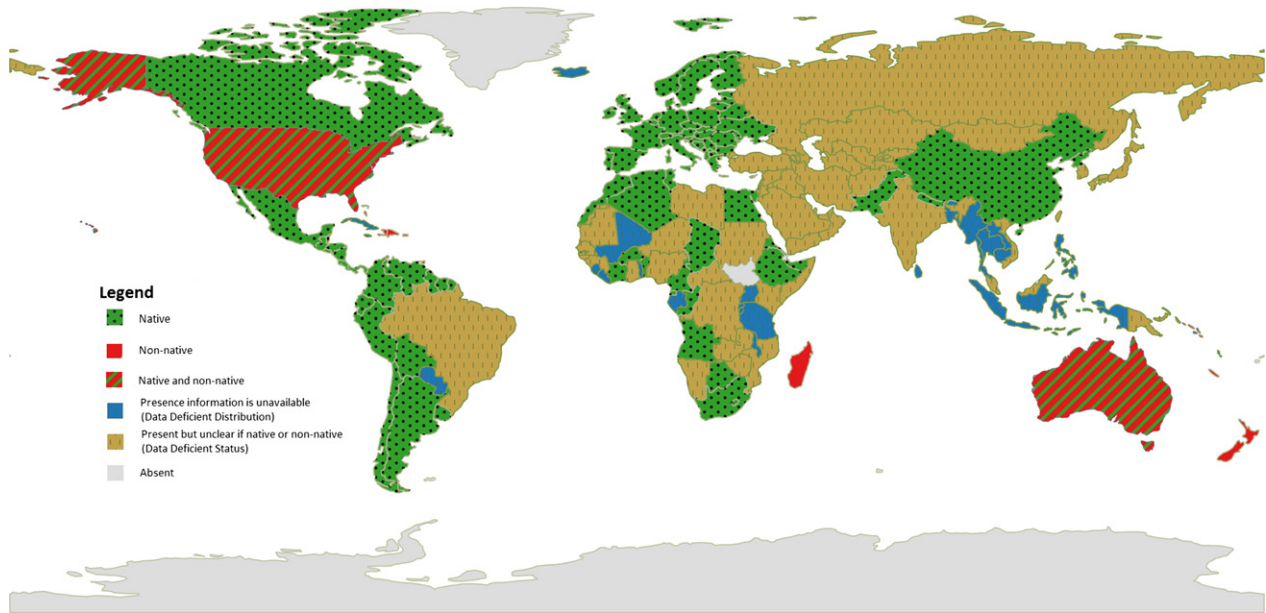 Legend
Native
Non-native
Native and non-native
Presence information is unavailable
(Data Deficient Distribution)
Present but unclear if native or non-native
(Data Deficient Status)
Absent